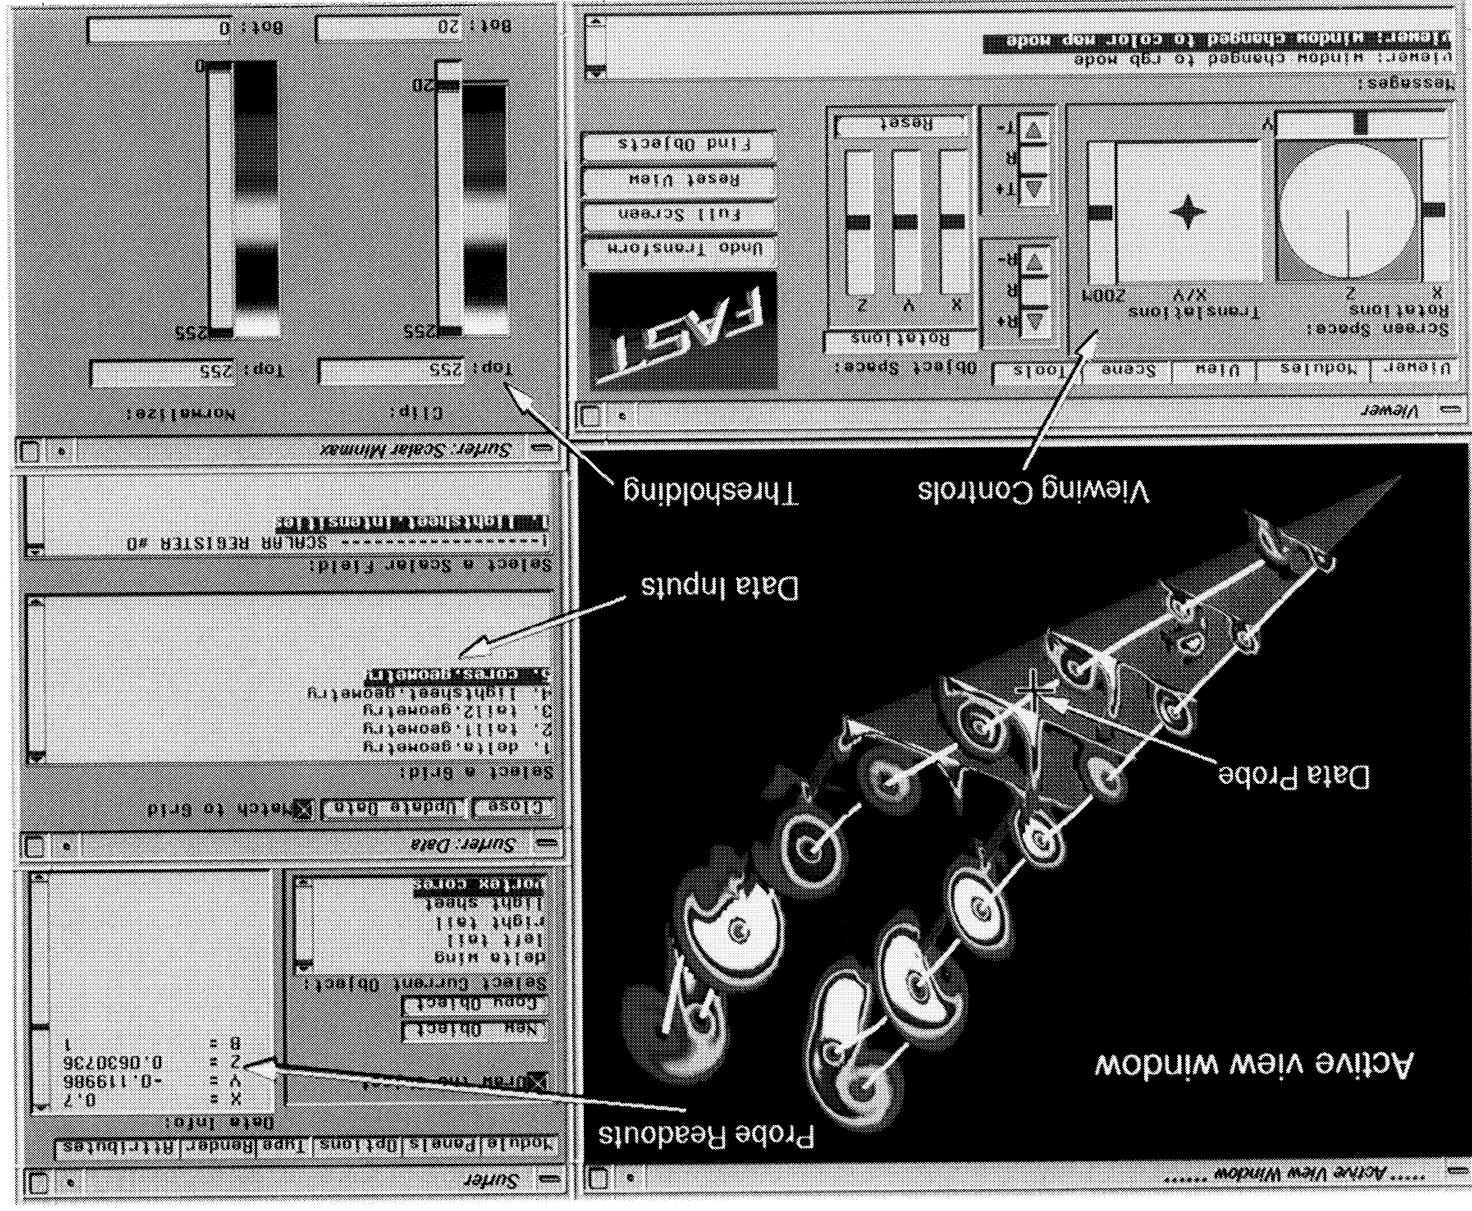 ***** Active View Window ******
Active view window
Probe Readouts
Data Probe
Data Inputs
Viewing Controls
Thresholding
Surfer
Module Panels Options Type Render Attributes
Data Info:
X = 0.7
Y = -0.119986
Z = 0.0630736
B = 1
New Object
Copy Object
Select Current Object:
delta wing
left tail
right tail
light sheet
vortex cores
Surfer: Data
Close Update Data Match to Grid
Select a Grid:
1. delta.geometry
2. tail1.geometry
3. tail2.geometry
4. lightsheet.geometry
5. cores.geometry
Select a Scalar Field:
!------------------- SCALAR REGISTER #0
1. lightsheet.intensities
Viewer
Viewer Modules View Scene Tools
Screen Space:
Rotations Translations
X Z X/Y ZOOM
Y
R+
R
R-
T+
R
T-
Object Space:
Rotations
X Y Z
Reset
FAST
Undo Transform
Full Screen
Reset View
Find Objects
Messages:
viewer: window changed to rgb mode
viewer: window changed to color map mode
Surfer: Scalar Minmax
Clip: Normalize:
Top: 255 Top: 255
255 255
20 0
Bot: 20 Bot: 0